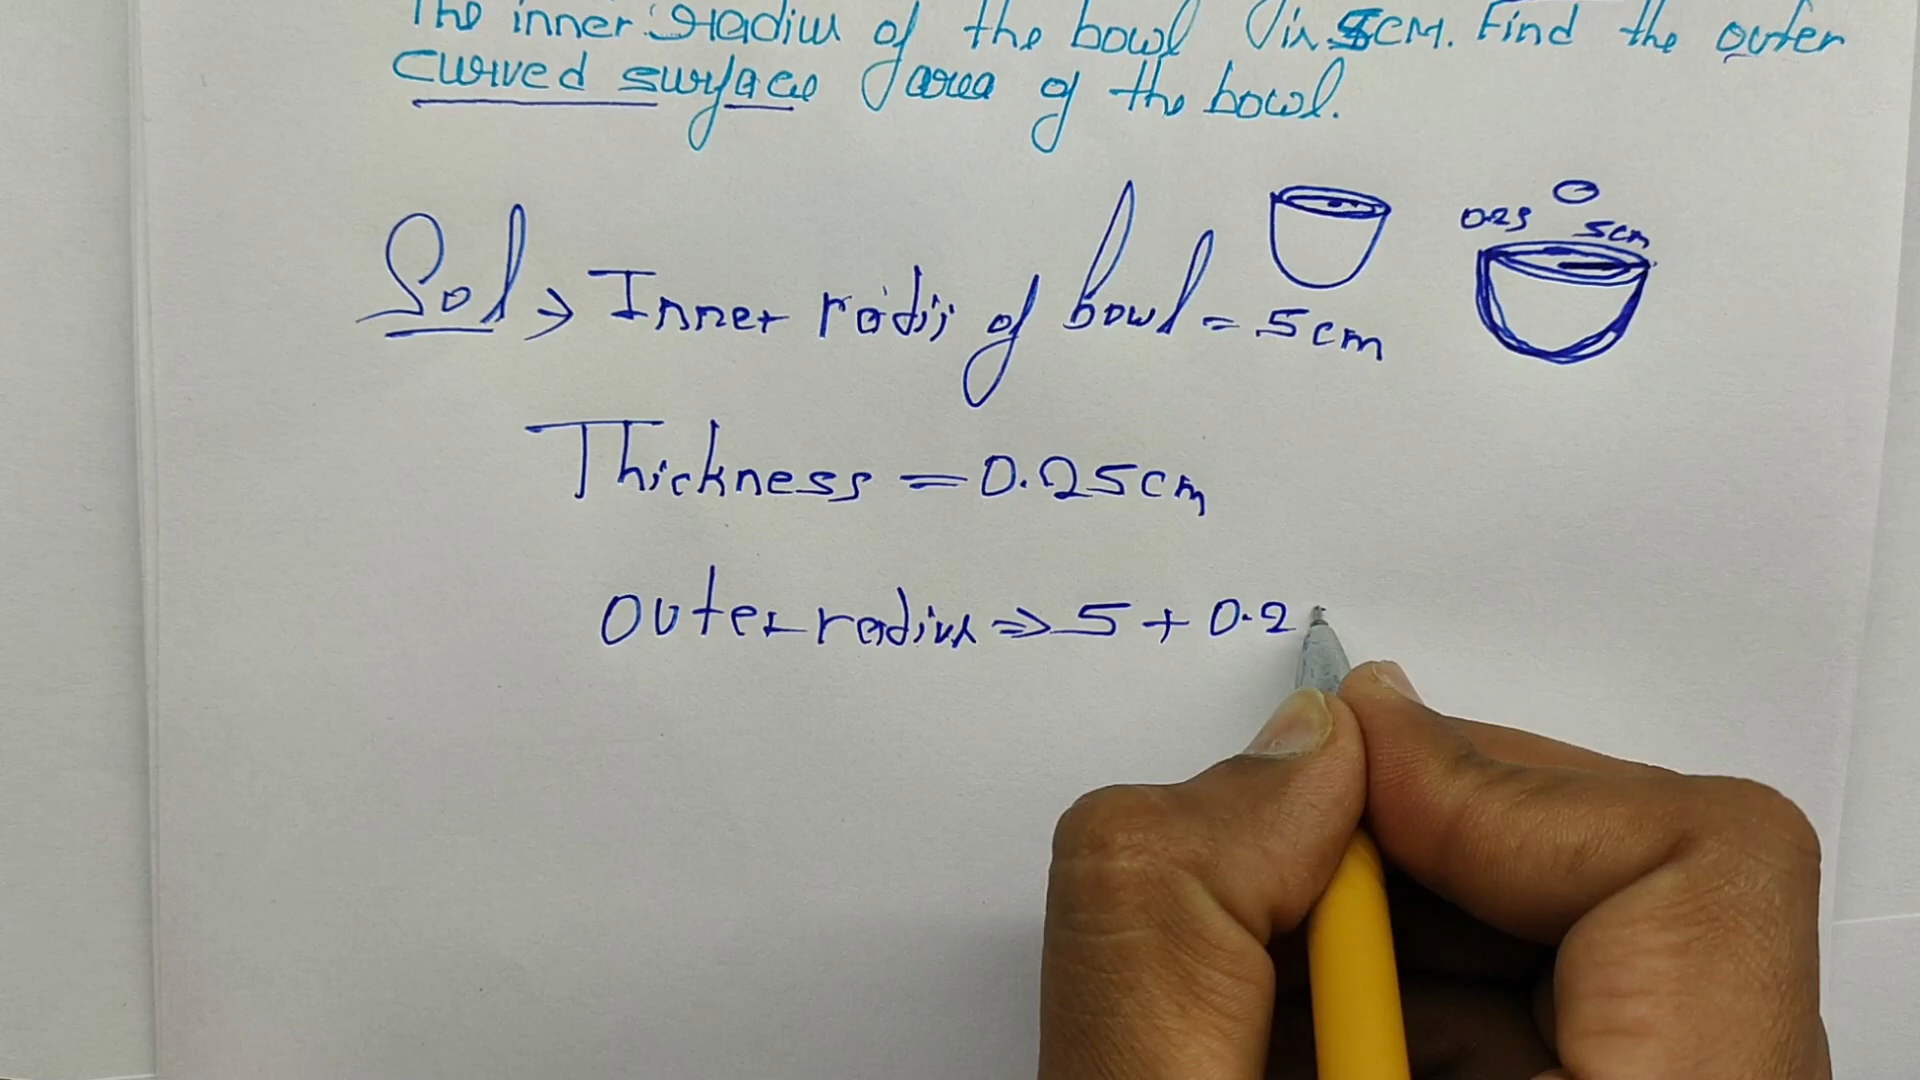 The inner radius of the bowl is 5cm. Find the outer
curved surface area of the bowl.
0.25 5cm
Sol → Inner radii of bowl = 5cm
Thickness = 0.25cm
Outer radius ⇒ 5 + 0.2